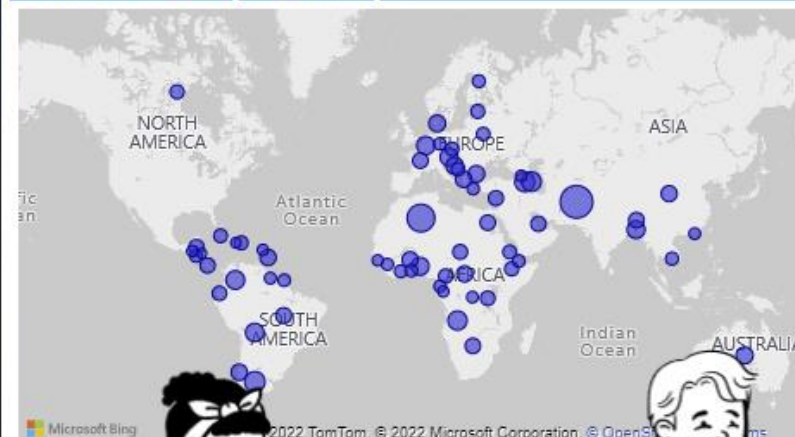 NORTH
AMERICA
EUROPE
ASIA
Atlantic
Ocean
AFRICA
SOUTH
AMERICA
Indian
Ocean
AUSTRALIA
Microsoft Bing
2022 TomTom, © 2022 Microsoft Corporation, © OpenS